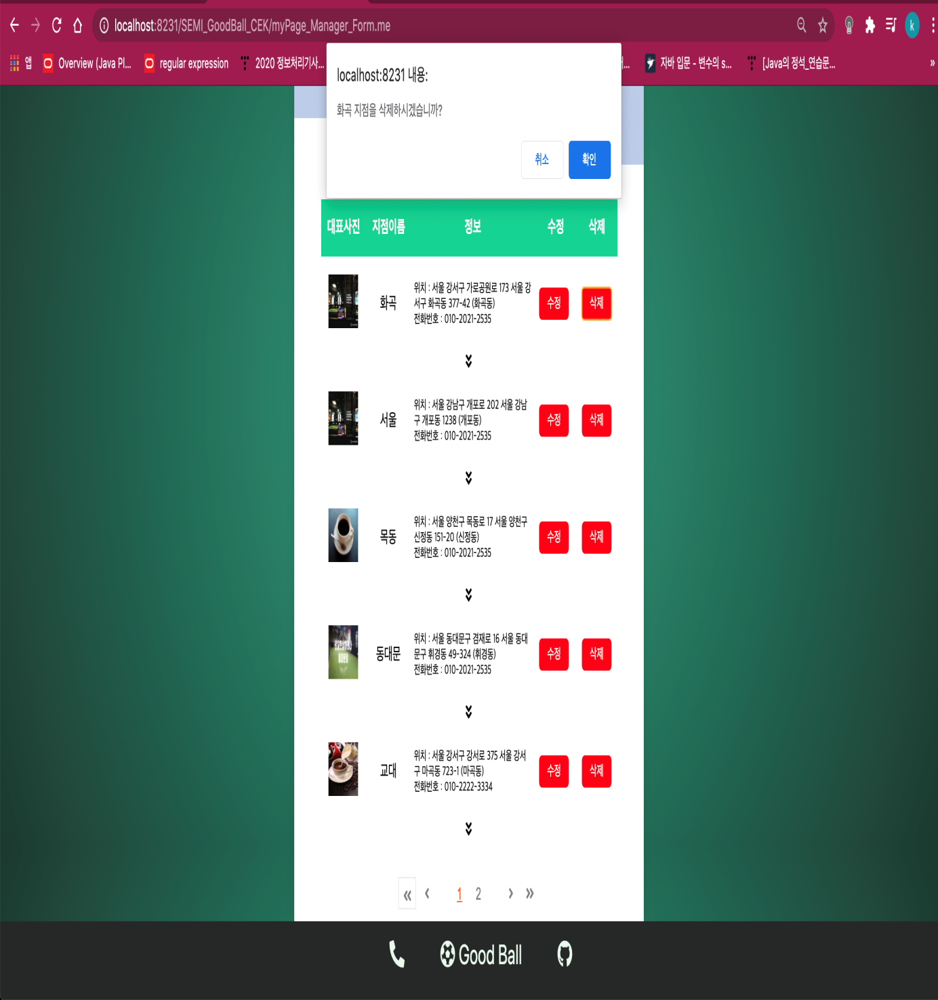 localhost:8231/SEMI_GoodBall_CEK/myPage_Manager_Form.me
k
앱 Overview (Java Pl... regular expression 2020 정보처리기사... 자바 입문 - 변수의 s... [Java의 정석_연습문... »
localhost:8231 내용:
화곡 지점을 삭제하시겠습니까?
취소 확인
대표사진 지점이름 정보 수정 삭제
화곡
위치 : 서울 강서구 가로공원로 173 서울 강
서구 화곡동 377-42 (화곡동)
전화번호 : 010-2021-2535
수정 삭제
서울
위치 : 서울 강남구 개포로 202 서울 강남
구 개포동 1238 (개포동)
전화번호 : 010-2021-2535
수정 삭제
목동
위치 : 서울 양천구 목동로 17 서울 양천구
신정동 151-20 (신정동)
전화번호 : 010-2021-2535
수정 삭제
동대문
위치 : 서울 동대문구 겸재로 16 서울 동대
문구 휘경동 49-324 (휘경동)
전화번호 : 010-2021-2535
수정 삭제
교대
위치 : 서울 강서구 강서로 375 서울 강서
구 마곡동 723-1 (마곡동)
전화번호 : 010-2222-3334
수정 삭제
« ‹ 1 2 › »
Good Ball